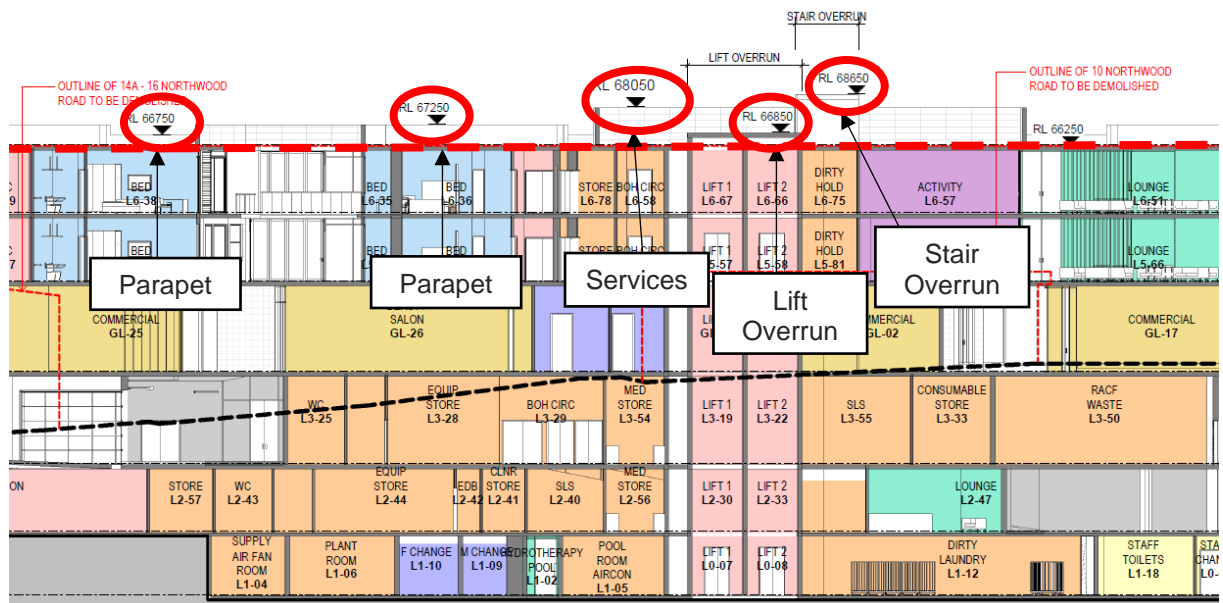 STAIR OVERRUN
LIFT OVERRUN
OUTLINE OF 14A - 16 NORTHWOOD
ROAD TO BE DEMOLISHED
RL 66750
RL 67250
RL 68050
RL 66850
RL 68650
OUTLINE OF 10 NORTHWOOD
ROAD TO BE DEMOLISHED
RL 66250
BED
L6-38
BED
L6-35
BED
L6-36
STORE
L6-78
BOH CIRC
L6-58
LIFT 1
L6-67
LIFT 2
L6-66
DIRTY
HOLD
L6-75
ACTIVITY
L6-57
LOUNGE
L6-51
BED
BED
BED
STORE
BOH CIRC
LIFT 1
L5-57
LIFT 2
L5-58
DIRTY
HOLD
L5-81
LOUNGE
L5-66
Parapet
Parapet
Services
Lift
Overrun
Stair
Overrun
COMMERCIAL
GL-25
SALON
GL-26
GL-02
COMMERCIAL
GL-17
WC
L3-25
EQUIP
STORE
L3-28
BOH CIRC
L3-29
MED
STORE
L3-54
LIFT 1
L3-19
LIFT 2
L3-22
SLS
L3-55
CONSUMABLE
STORE
L3-33
RACF
WASTE
L3-50
STORE
L2-57
WC
L2-43
EQUIP
STORE
L2-44
EDB
L2-42
CLNR
STORE
L2-41
SLS
L2-40
MED
STORE
L2-56
LIFT 1
L2-30
LIFT 2
L2-33
LOUNGE
L2-47
SUPPLY
AIR FAN
ROOM
L1-04
PLANT
ROOM
L1-06
F CHANGE
L1-10
M CHANGE
L1-09
POOL
L1-02
POOL
ROOM
AIRCON
L1-05
LIFT 1
L0-07
LIFT 2
L0-08
DIRTY
LAUNDRY
L1-12
STAFF
TOILETS
L1-18